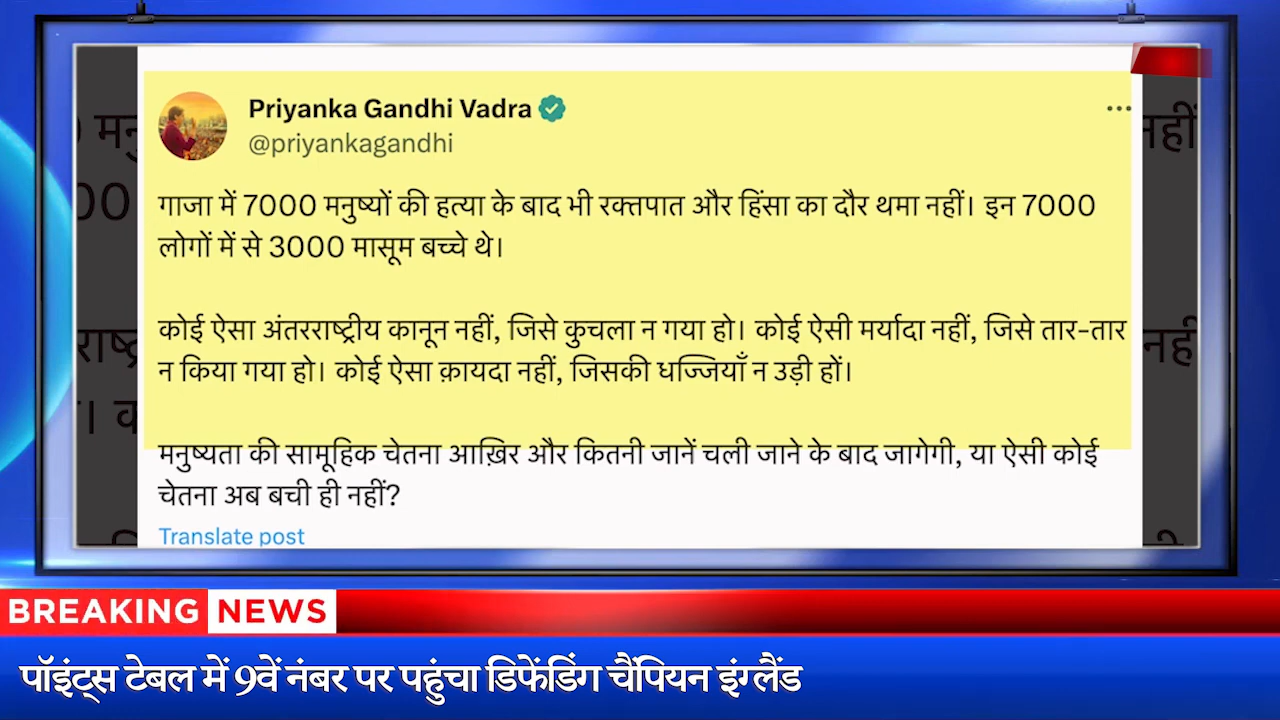 Priyanka Gandhi Vadra
@priyankagandhi
गाजा में 7000 मनुष्यों की हत्या के बाद भी रक्तपात और हिंसा का दौर थमा नहीं। इन 7000
लोगों में से 3000 मासूम बच्चे थे।
कोई ऐसा अंतरराष्ट्रीय कानून नहीं, जिसे कुचला न गया हो। कोई ऐसी मर्यादा नहीं, जिसे तार-तार
न किया गया हो। कोई ऐसा क़ायदा नहीं, जिसकी धज्जियाँ न उड़ी हों।
मनुष्यता की सामूहिक चेतना आख़िर और कितनी जानें चली जाने के बाद जागेगी, या ऐसी कोई
चेतना अब बची ही नहीं?
Translate post
BREAKING NEWS
पॉइंट्स टेबल में 9वें नंबर पर पहुंचा डिफेंडिंग चैंपियन इंग्लैंड